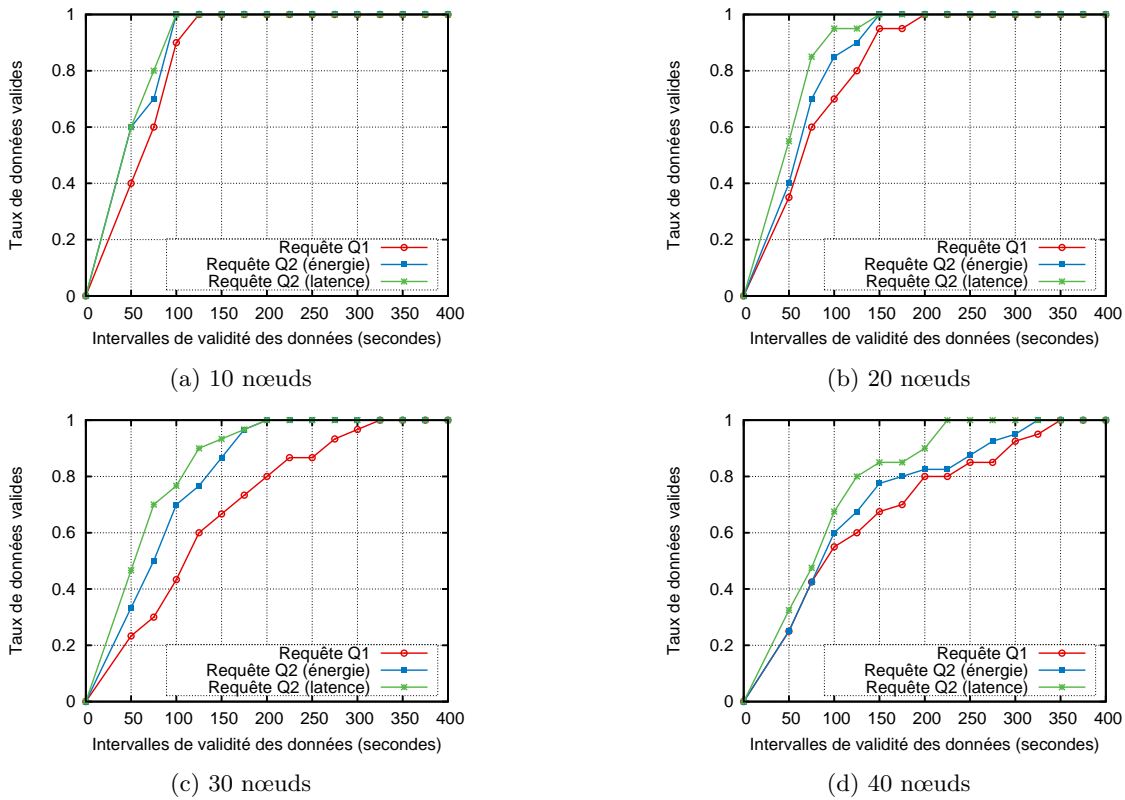 1
0.8
0.6
0.4
0.2
0
Taux de données valides
Requête Q1
Requête Q2 (énergie)
Requête Q2 (latence)
0 50 100 150 200 250 300 350 400
Intervalles de validité des données (secondes)
(a) 10 nœuds
1
0.8
0.6
0.4
0.2
0
Taux de données valides
Requête Q1
Requête Q2 (énergie)
Requête Q2 (latence)
0 50 100 150 200 250 300 350 400
Intervalles de validité des données (secondes)
(b) 20 nœuds
1
0.8
0.6
0.4
0.2
0
Taux de données valides
Requête Q1
Requête Q2 (énergie)
Requête Q2 (latence)
0 50 100 150 200 250 300 350 400
Intervalles de validité des données (secondes)
(c) 30 nœuds
1
0.8
0.6
0.4
0.2
0
Taux de données valides
Requête Q1
Requête Q2 (énergie)
Requête Q2 (latence)
0 50 100 150 200 250 300 350 400
Intervalles de validité des données (secondes)
(d) 40 nœuds